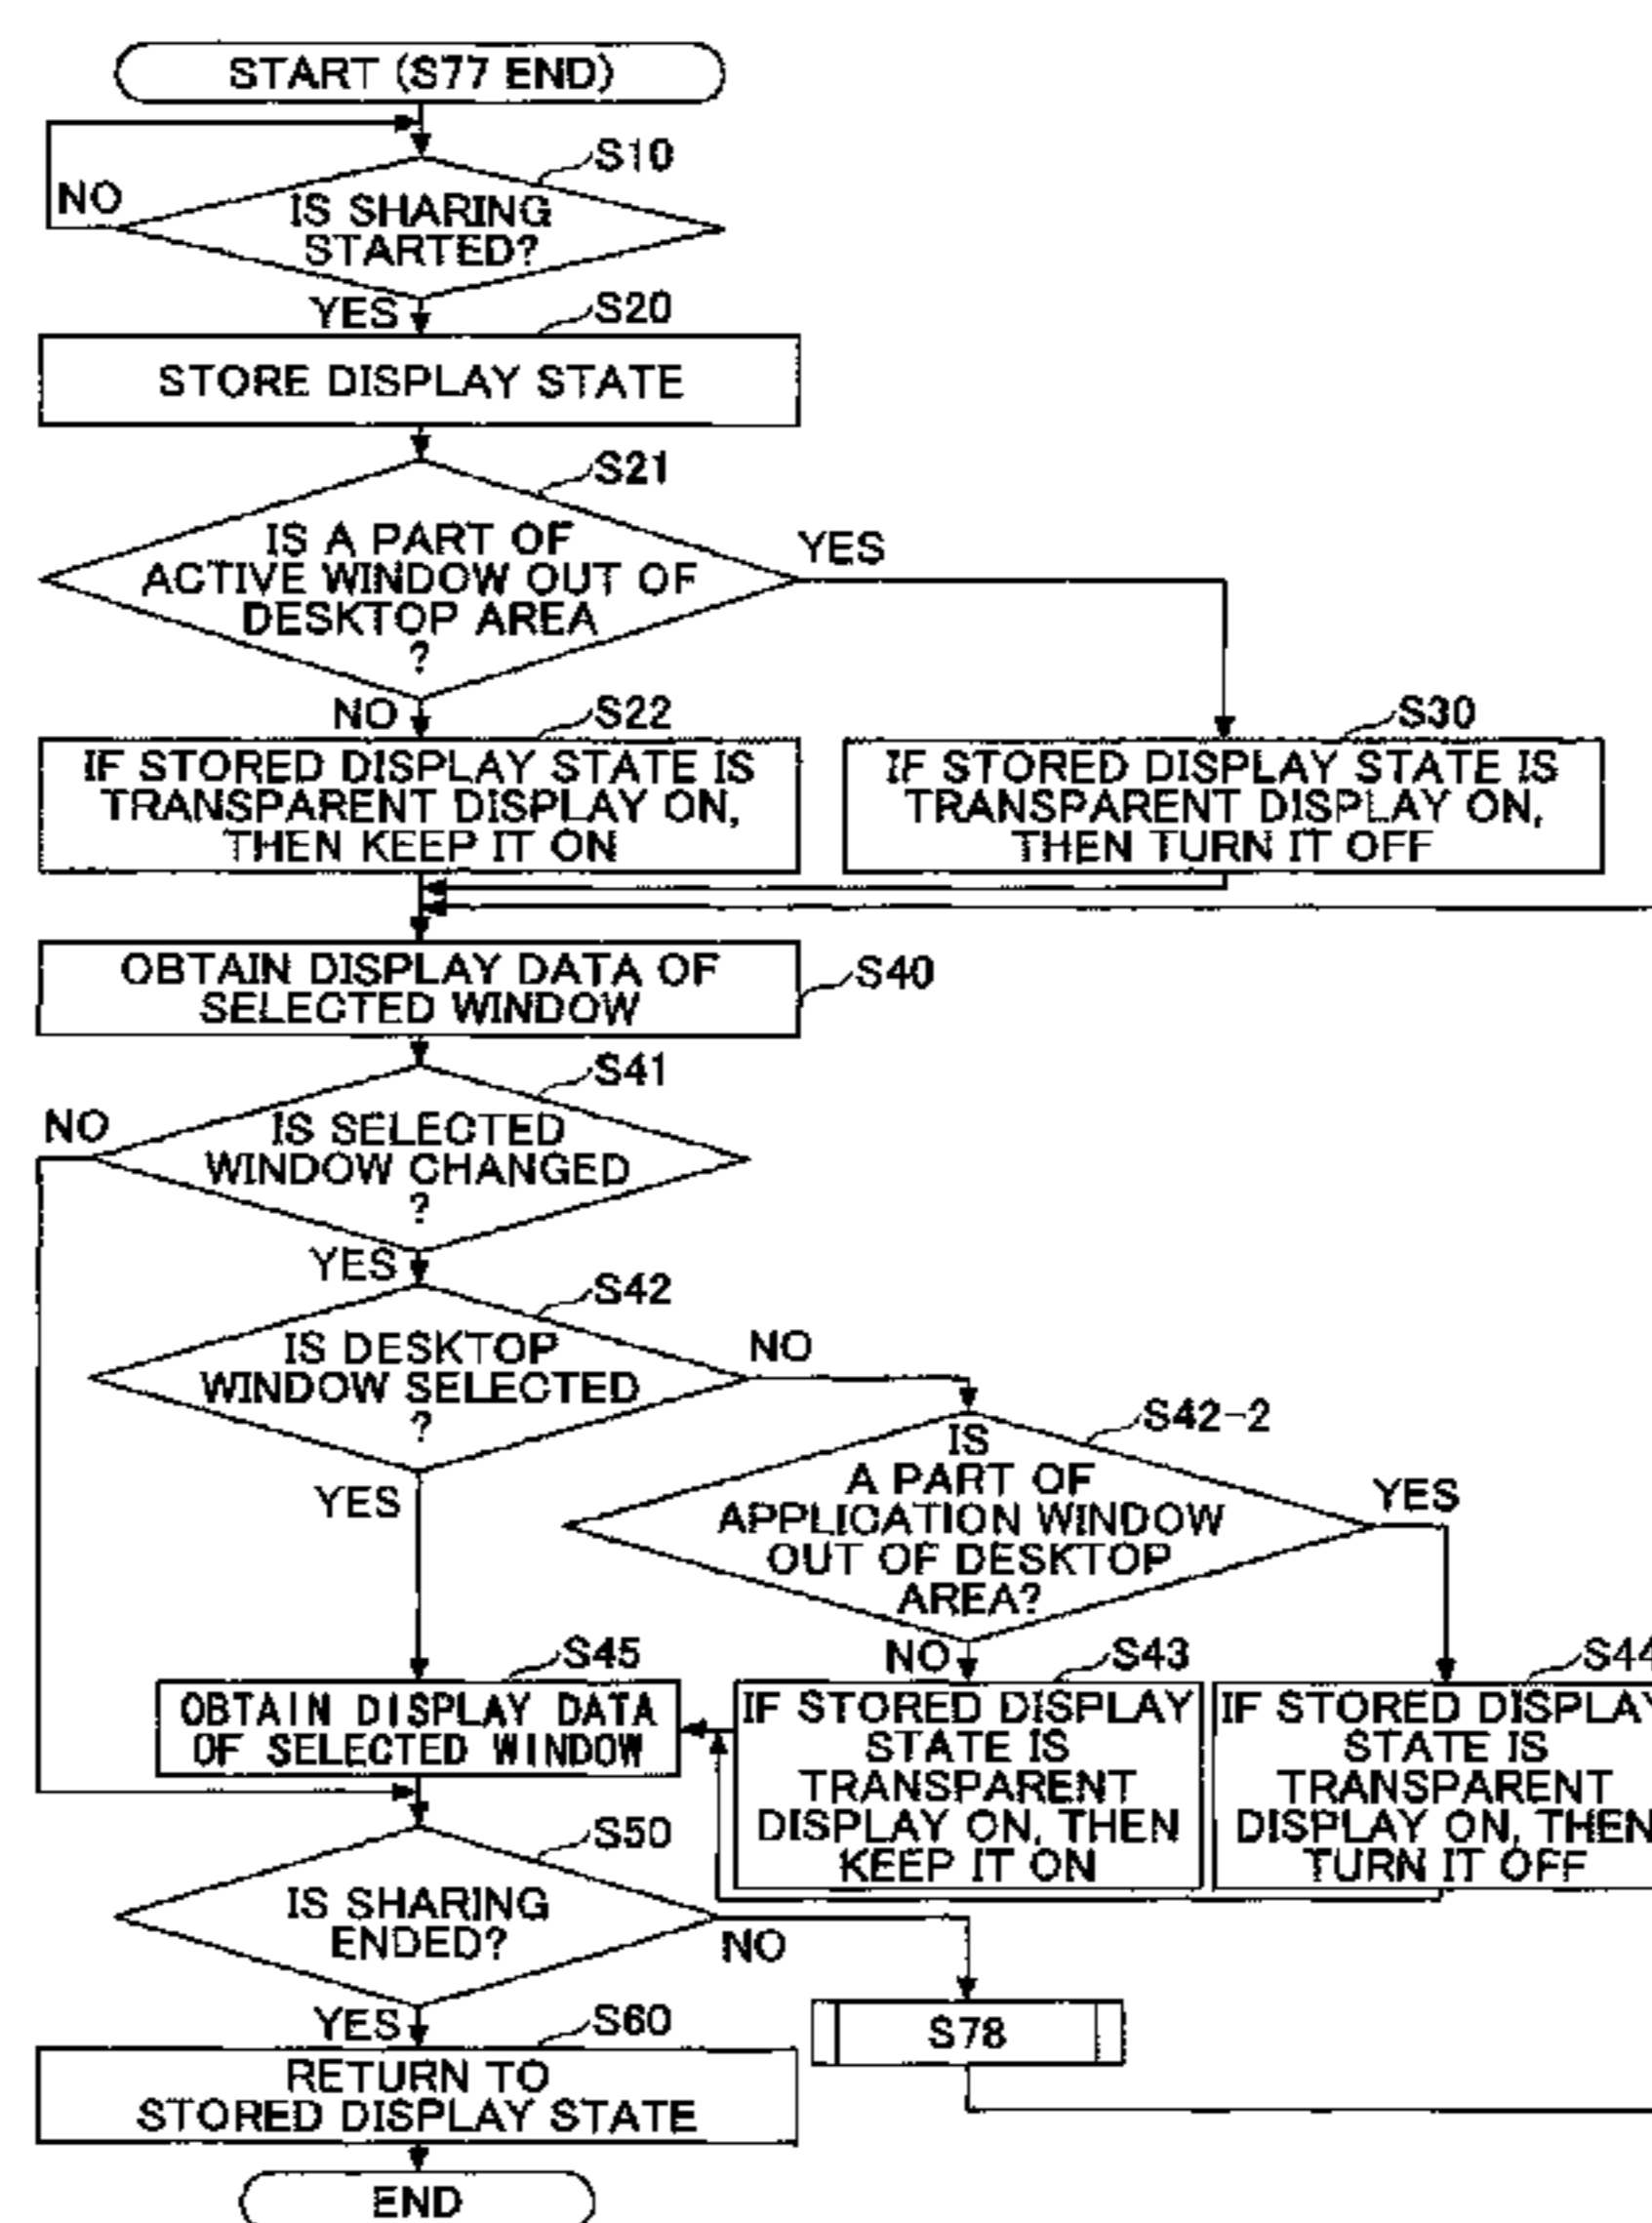 START (S77 END)
S10
NO
IS SHARING
STARTED?
YES
S20
STORE DISPLAY STATE
S21
IS A PART OF
ACTIVE WINDOW OUT OF
DESKTOP AREA
?
YES
NO
S22
IF STORED DISPLAY STATE IS
TRANSPARENT DISPLAY ON,
THEN KEEP IT ON
S30
IF STORED DISPLAY STATE IS
TRANSPARENT DISPLAY ON,
THEN TURN IT OFF
OBTAIN DISPLAY DATA OF
SELECTED WINDOW
S40
S41
NO
IS SELECTED
WINDOW CHANGED
?
YES
S42
IS DESKTOP
WINDOW SELECTED
?
NO
YES
S42-2
IS
A PART OF
APPLICATION WINDOW
OUT OF DESKTOP
AREA?
YES
NO
S45
OBTAIN DISPLAY DATA
OF SELECTED WINDOW
S43
IF STORED DISPLAY
STATE IS
TRANSPARENT
DISPLAY ON, THEN
KEEP IT ON
S44
IF STORED DISPLAY
STATE IS
TRANSPARENT
DISPLAY ON, THEN
TURN IT OFF
S50
IS SHARING
ENDED?
NO
YES
S78
S60
RETURN TO
STORED DISPLAY STATE
END